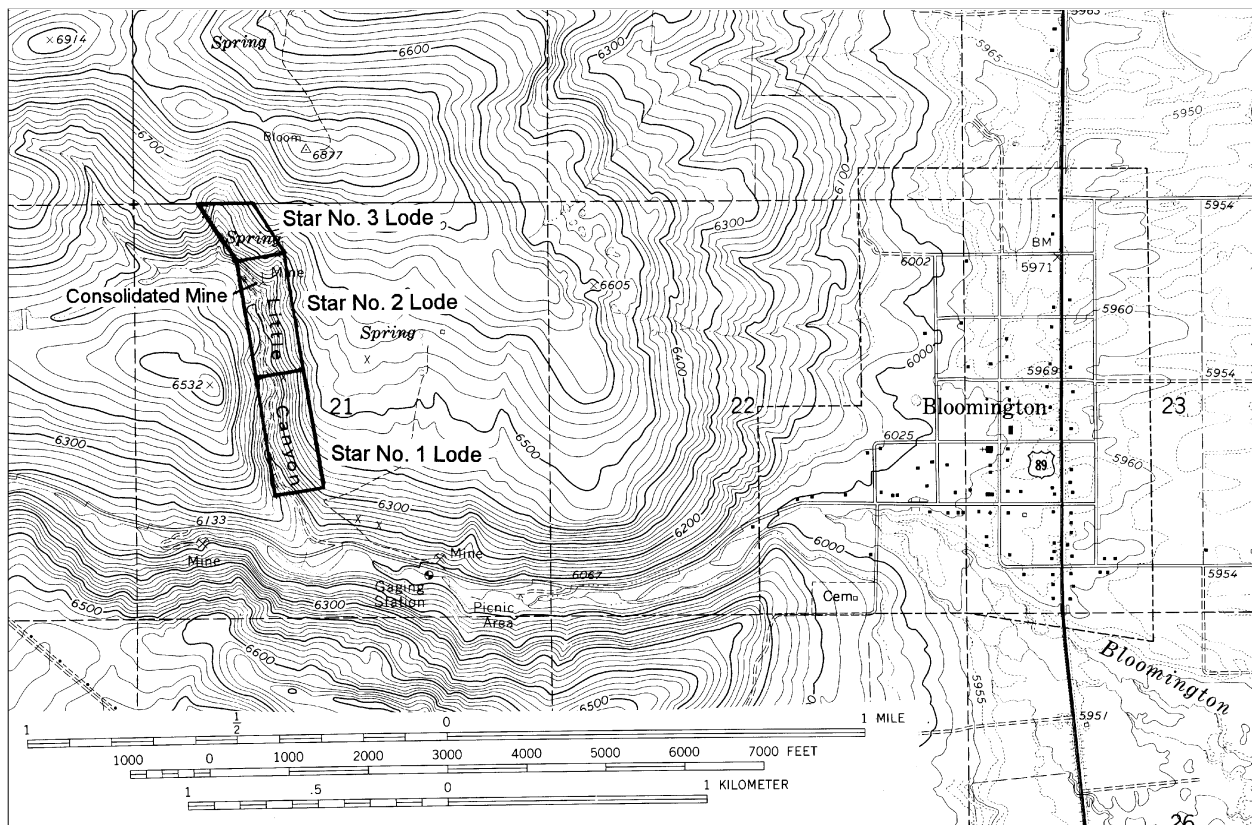 5963
6914
Spring
6600
6300
5965
5950
6700
Bloom
6877
6100
Star No. 3 Lode
Spring
6300
5954
BM
6002
5971
Mine
Consolidated Mine
6605
Star No. 2 Lode
Little
Spring
5960
6000
6400
5969
5954
6532
21
22
Bloomington
23
Canyon
6500
6300
6025
Star No. 1 Lode
89
5960
6300
6200
6133
6000
Mine
Mine
6067
5954
Gaging
Station
6500
6300
Picnic
Area
Cem
6600
Bloomington
5955
6500
5951
1 1/2 0 1 MILE
1000 0 1000 2000 3000 4000 5000 6000 7000 FEET
1 .5 0 1 KILOMETER
26